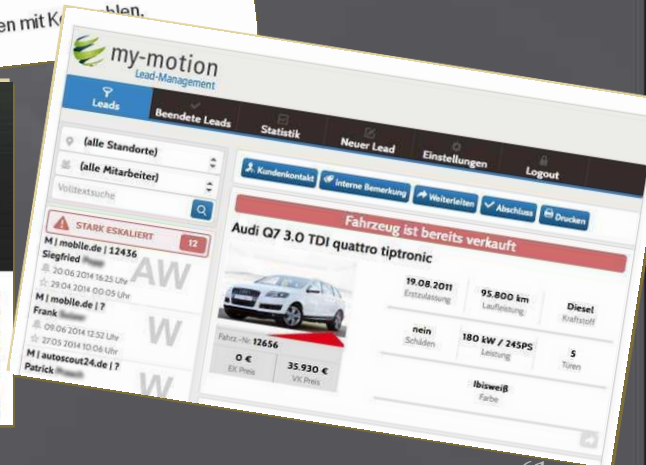 en mit
my-motion
Lead-Management
Leads
Beendete Leads
Statistik
Neuer Lead
Einstellungen
Logout
(alle Standorte)
(alle Mitarbeiter)
Volltextsuche
Kundenkontakt
interne Bemerkung
Weiterleiten
Abschluss
Drucken
STARK ESKALIERT 12
Fahrzeug ist bereits verkauft
M | mobile.de | 12436
Siegfried
20.06.2014 16:25 Uhr
29.04.2014 00:05 Uhr
AW
M | mobile.de | ?
Frank
09.06.2014 12:52 Uhr
27.05.2014 10:06 Uhr
W
M | autoscout24.de | ?
Patrick
W
Audi Q7 3.0 TDI quattro tiptronic
Fahrz.-Nr. 12656
0 €
EK Preis
35.930 €
VK Preis
19.08.2011
Erstzulassung
95.800 km
Laufleistung
Diesel
Kraftstoff
nein
Schäden
180 kW / 245PS
Leistung
5
Türen
Ibisweiß
Farbe